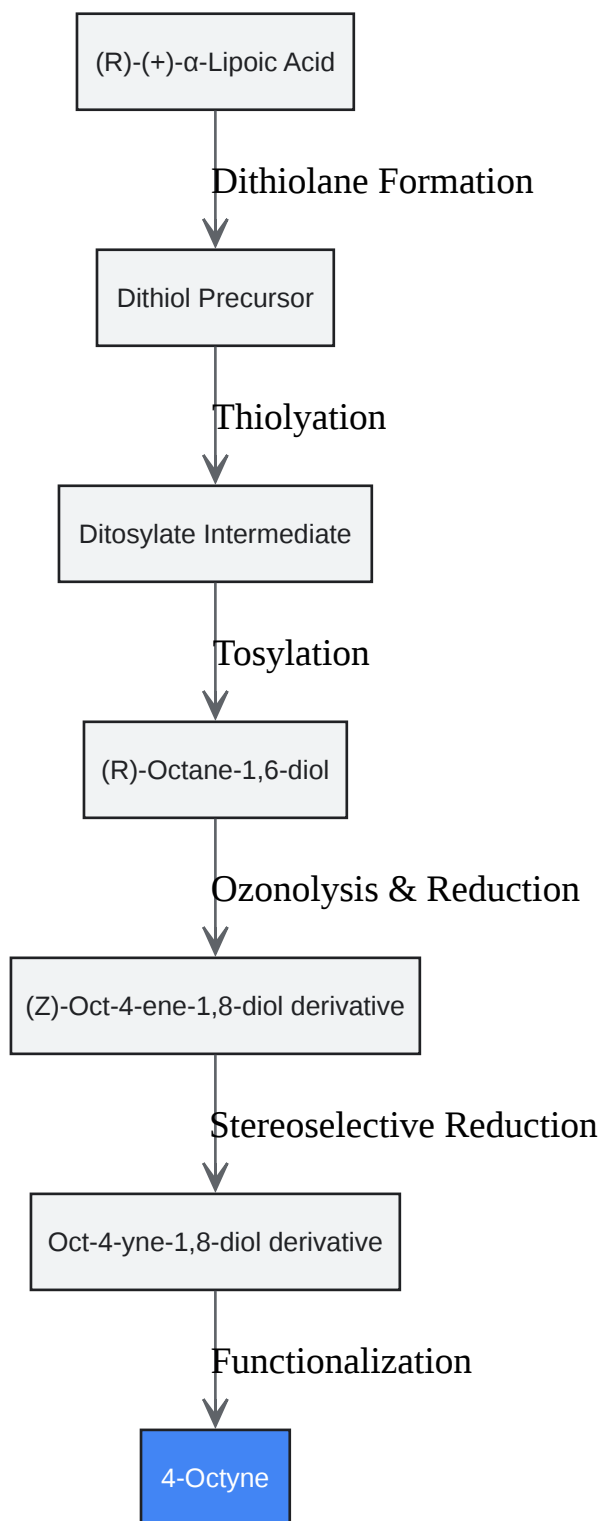 (R)-(+)-α-Lipoic Acid
Dithiolane Formation
Dithiol Precursor
Thiolyation
Ditosylate Intermediate
Tosylation
(R)-Octane-1,6-diol
Ozonolysis & Reduction
(Z)-Oct-4-ene-1,8-diol derivative
Stereoselective Reduction
Oct-4-yne-1,8-diol derivative
Functionalization
4-Octyne